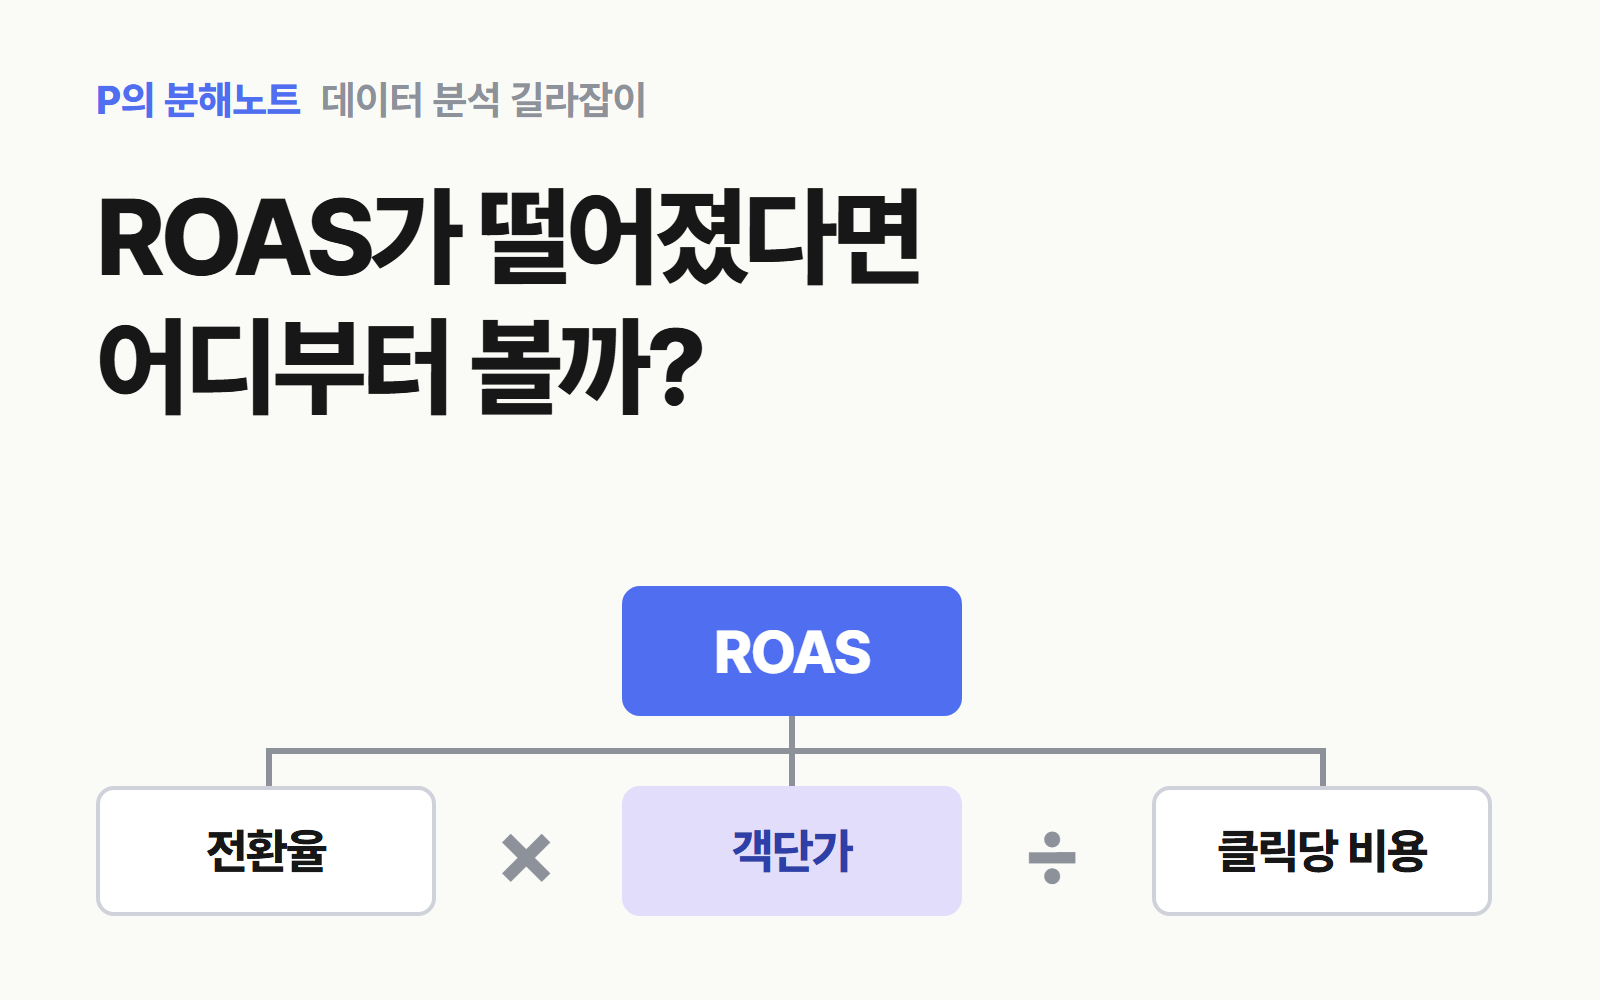 P의 분해노트 데이터 분석 길라잡이
ROAS가 떨어졌다면
어디부터 볼까?
ROAS
전환율 × 객단가 ÷ 클릭당 비용